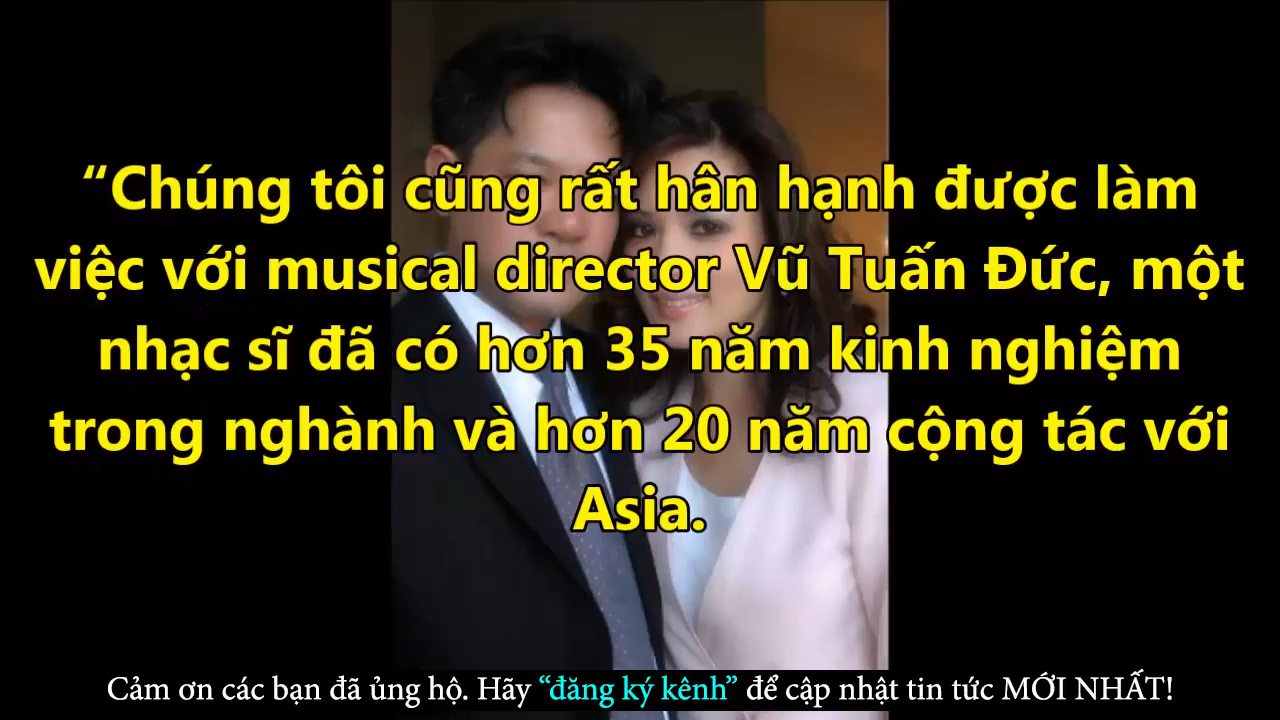 “Chúng tôi cũng rất hân hạnh được làm
việc với musical director Vũ Tuấn Đức, một
nhạc sĩ đã có hơn 35 năm kinh nghiệm
trong nghành và hơn 20 năm cộng tác với
Asia.
Cảm ơn các bạn đã ủng hộ. Hãy “đăng ký kênh” để cập nhật tin tức MỚI NHẤT!